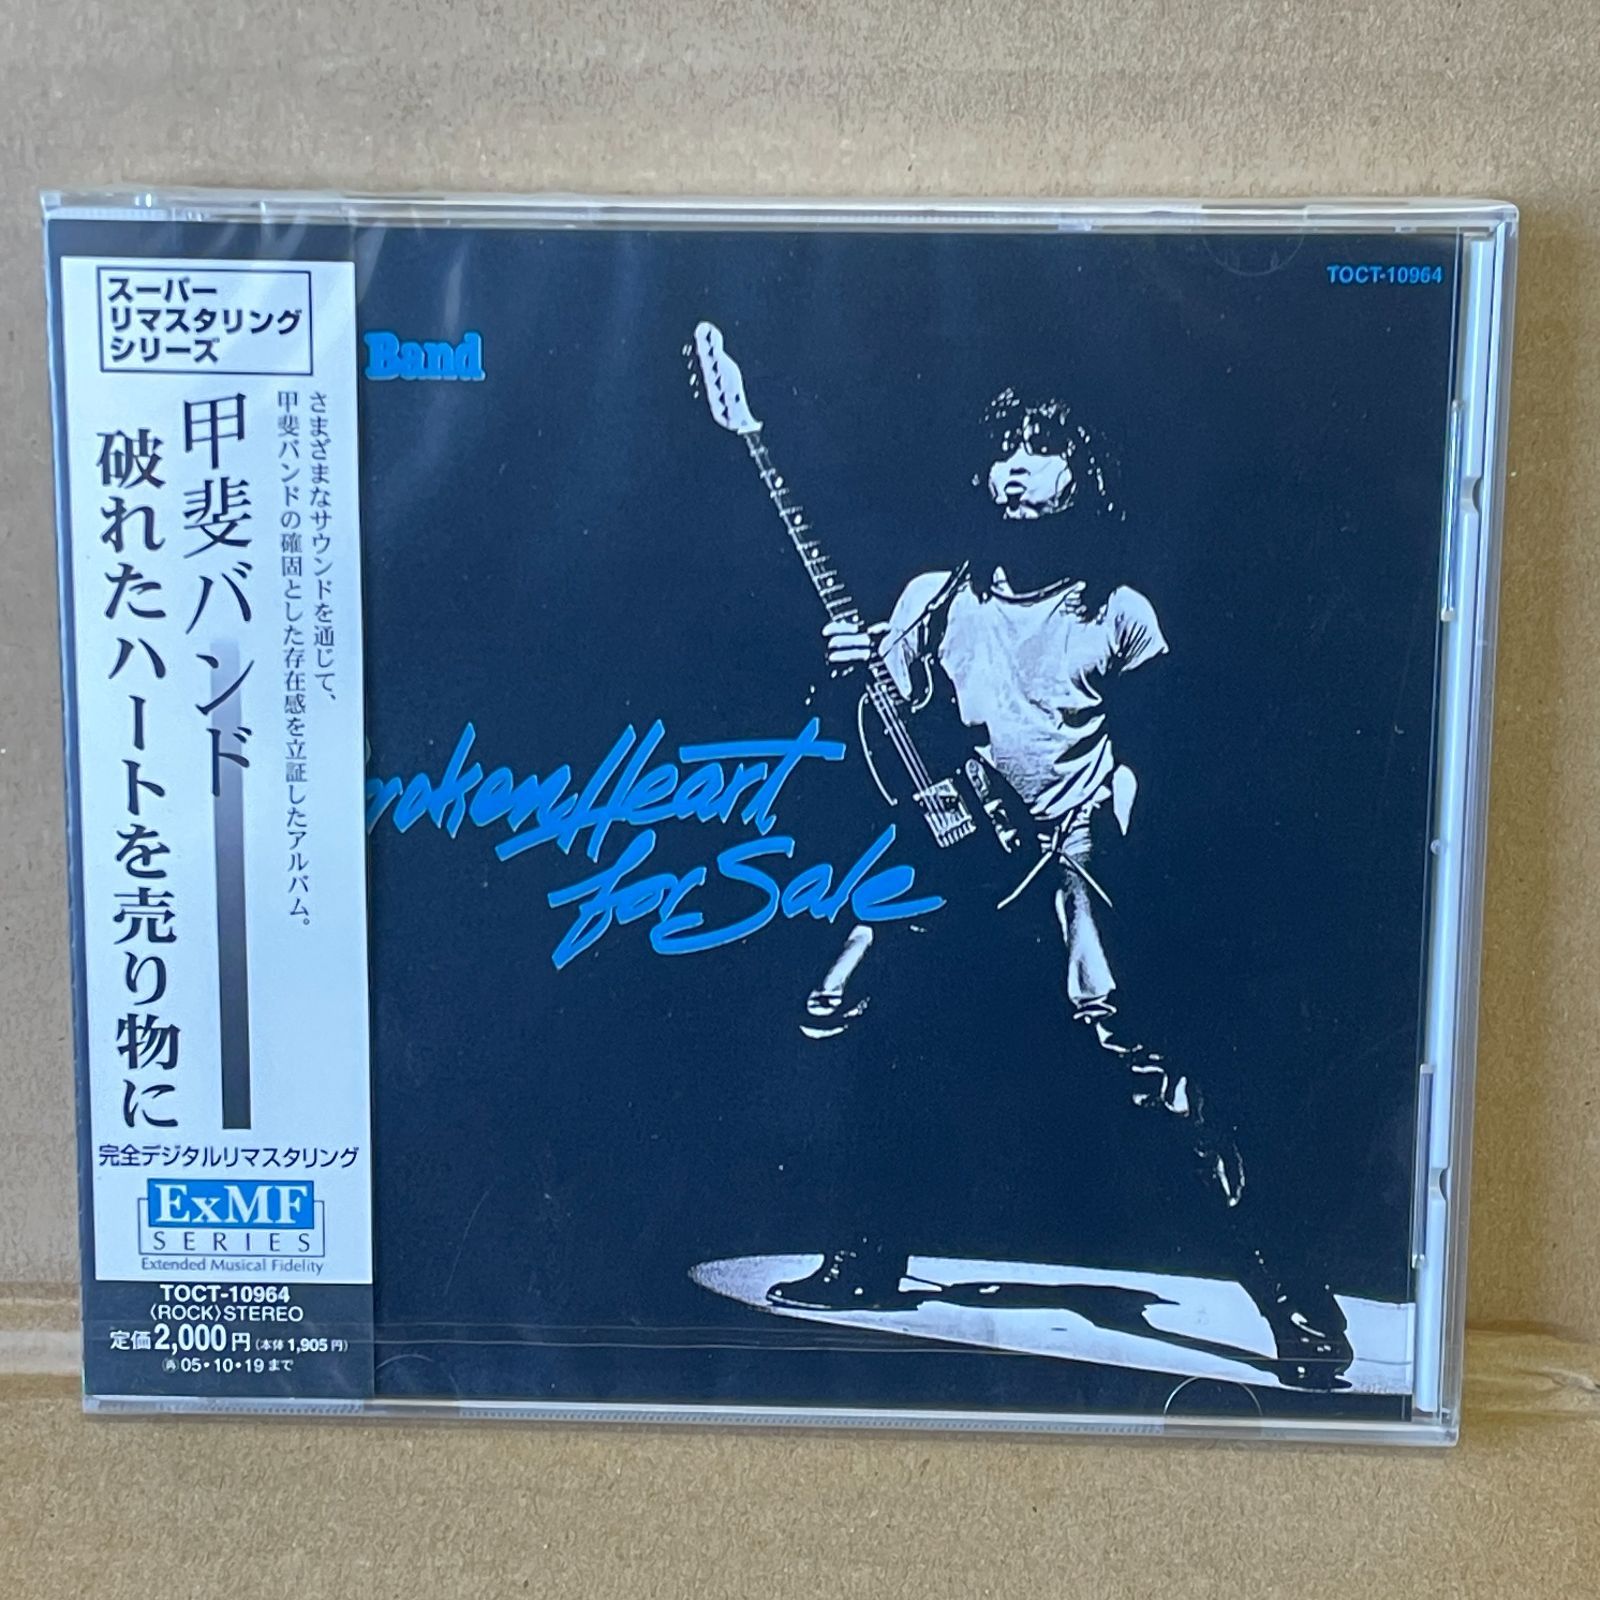 スーパー
リマスタリング
シリーズ
さまざまなサウンドを通じて、
甲斐バンドの確固とした存在感を立証したアルバム。
甲斐バンド
破れたハートを売り物に
完全デジタルリマスタリング
ExMF
SERIES
Extended Musical Fidelity
TOCT-10964
〈ROCK〉STEREO
定価2,000円(本体1,905円)
再05・10・19まで
TOCT-10964
Band
roken Heart
for Sale